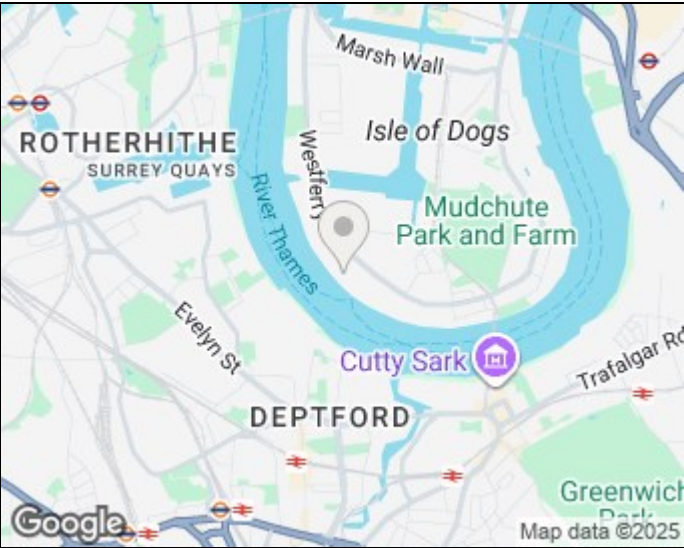 Marsh Wall
Isle of Dogs
ROTHERHITHE
SURREY QUAYS
Westferry
River Thames
Mudchute
Park and Farm
Evelyn St
Cutty Sark
Trafalgar Rd
DEPTFORD
Greenwich
Park
Google
Map data ©2025